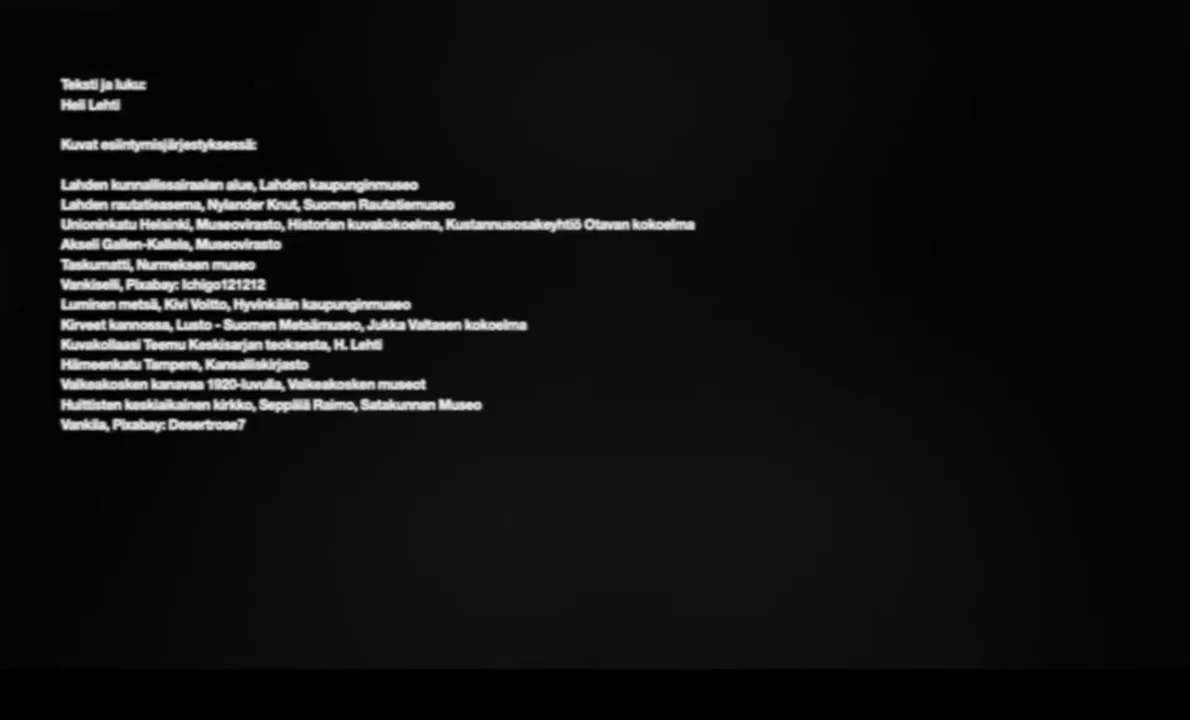 Teksti ja luku:
Heli Lehti
Kuvat esiintymisjärjestyksessä:
Lahden kunnallissairaalan alue, Lahden kaupunginmuseo
Lahden rautatieasema, Nylander Knut, Suomen Rautatiemuseo
Unioninkatu Helsinki, Museovirasto, Historian kuvakokoelma, Kustannusosakeyhtiö Otavan kokoelma
Akseli Gallen-Kallela, Museovirasto
Taskumatti, Nurmeksen museo
Vankiselli, Pixabay: Ichigo121212
Luminen metsä, Kivi Voitto, Hyvinkään kaupunginmuseo
Kirveet kannossa, Lusto - Suomen Metsämuseo, Jukka Valtasen kokoelma
Kuvakollaasi Teemu Keskisarjan teoksesta, H. Lehti
Hämeenkatu Tampere, Kansalliskirjasto
Valkeakosken kanavaa 1920-luvulla, Valkeakosken museot
Huittisten keskiaikainen kirkko, Seppälä Raimo, Satakunnan Museo
Vankila, Pixabay: Desertrose7